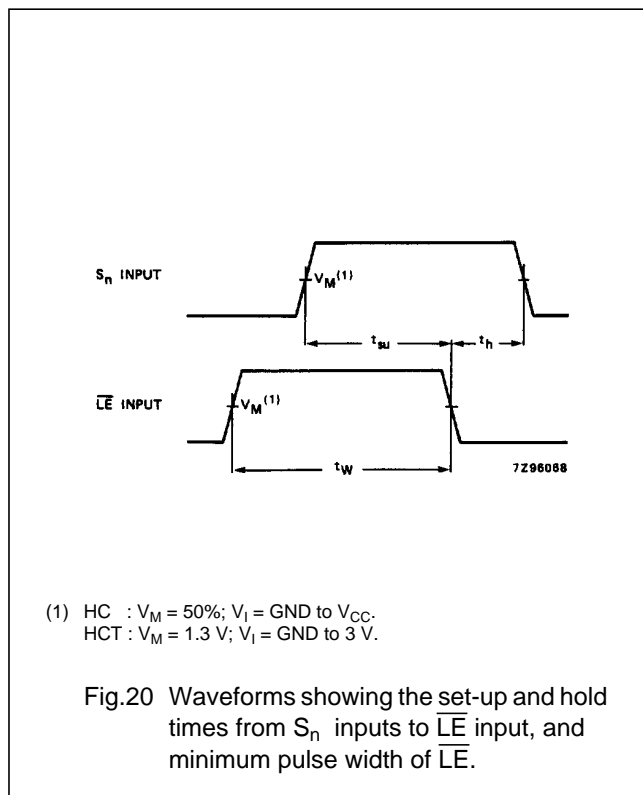 Sn INPUT
VM(1)
tsu
th
LE INPUT
VM(1)
tW
7Z96068
(1) HC : VM = 50%; VI = GND to VCC.
HCT : VM = 1.3 V; VI = GND to 3 V.
Fig.20 Waveforms showing the set-up and hold
times from Sn inputs to LE input, and
minimum pulse width of LE.